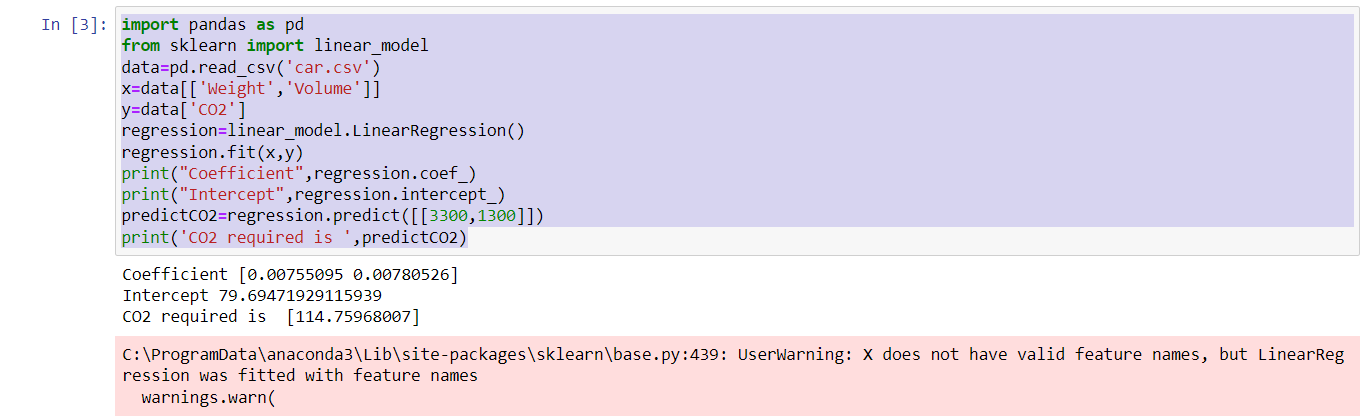 In [3]:
import pandas as pd
from sklearn import linear_model
data=pd.read_csv('car.csv')
x=data[['Weight','Volume']]
y=data['CO2']
regression=linear_model.LinearRegression()
regression.fit(x,y)
print("Coefficient",regression.coef_)
print("Intercept",regression.intercept_)
predictCO2=regression.predict([[3300,1300]])
print('CO2 required is ',predictCO2)
Coefficient [0.00755095 0.00780526]
Intercept 79.69471929115939
CO2 required is  [114.75968007]
C:\ProgramData\anaconda3\Lib\site-packages\sklearn\base.py:439: UserWarning: X does not have valid feature names, but LinearReg
ression was fitted with feature names
  warnings.warn(